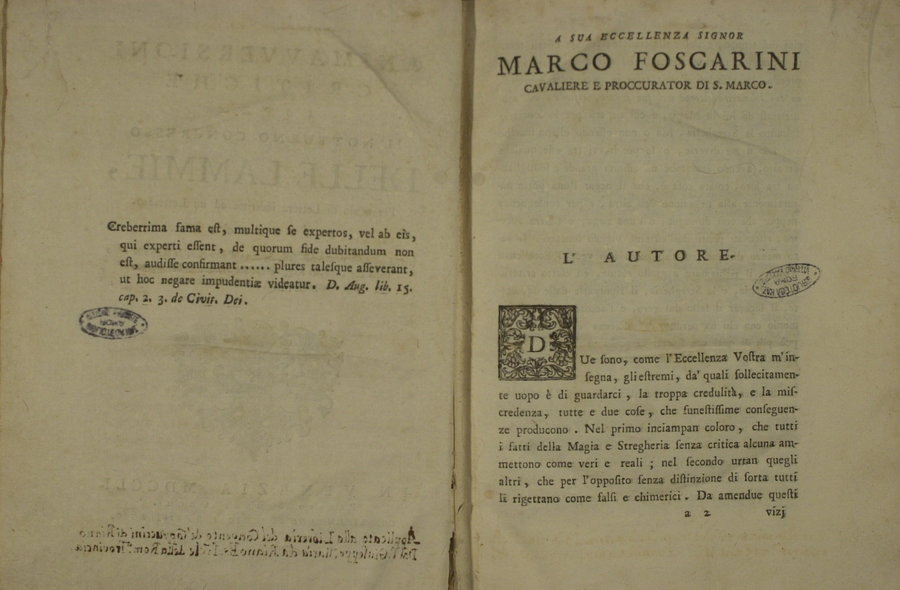 Creberrima fama eſt, multique ſe expertos, vel ab eis,
qui experti eſſent, de quorum fide dubitandum non
eſt, audiſſe confirmant ...... plures taleſque aſſeverant,
ut hoc negare impudentiæ videatur. D. Aug. lib. 15.
cap. 2. 3. de Civit. Dei.
A SUA ECCELLENZA SIGNOR
MARCO FOSCARINI
CAVALIERE E PROCCURATOR DI S. MARCO.
L' AUTORE.
DUe ſono, come l'Eccellenza Voſtra m'in-
ſegna, gli eſtremi, da' quali ſollecitamen-
te uopo è di guardarci, la troppa credulità, e la miſ-
credenza, tutte e due coſe, che funeſtiſſime conſeguen-
ze producono. Nel primo inciampan coloro, che tutti
i fatti della Magia e Stregheria ſenza critica alcuna am-
mettono come veri e reali; nel ſecondo urtan quegli
altri, che per l'oppoſito ſenza diſtinzione di ſorta tutti
li rigettano come falſi e chimerici. Da amendue queſti
a 2 vizj